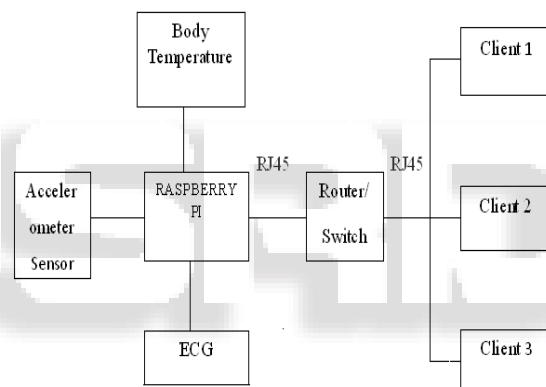 Body
Temperature
Client 1
RJ45
RJ45
Acceler
ometer
Sensor
RASPBERRY
PI
Router/
Switch
Client 2
ECG
Client 3